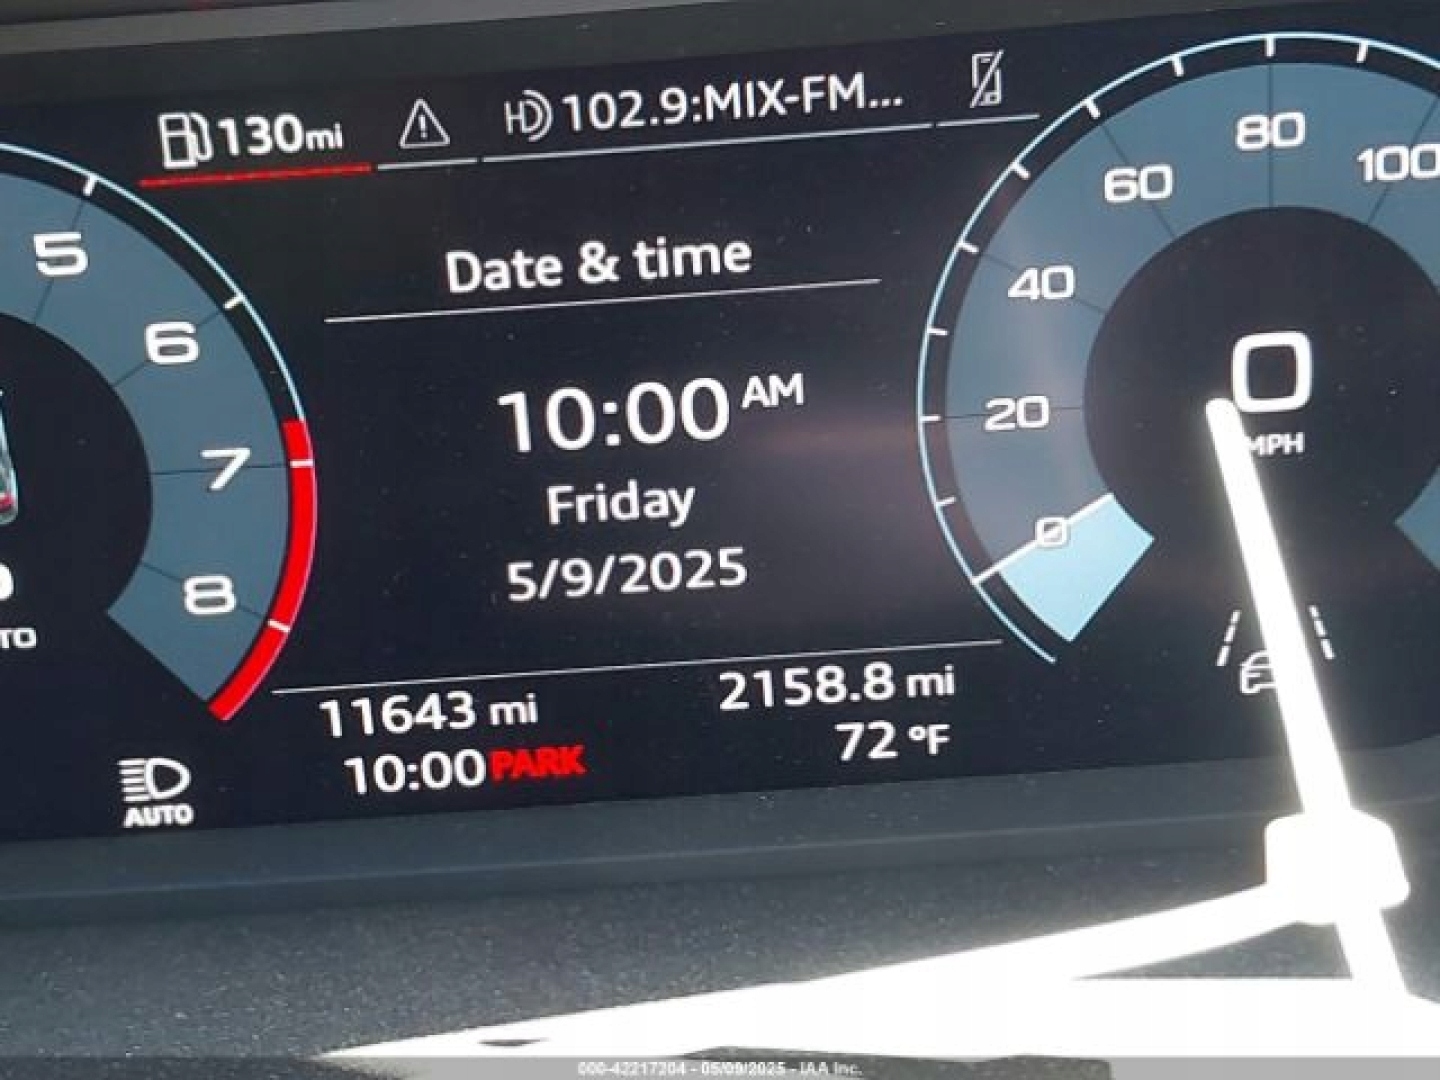 130mi
HD 102.9:MIX-FM...
Date & time
10:00 AM
Friday
5/9/2025
11643 mi
2158.8 mi
10:00 PARK
72 °F
5
6
7
8
AUTO
0
20
40
60
80
100
0
MPH
000-42217204 - 05/09/2025 - IAA Inc.